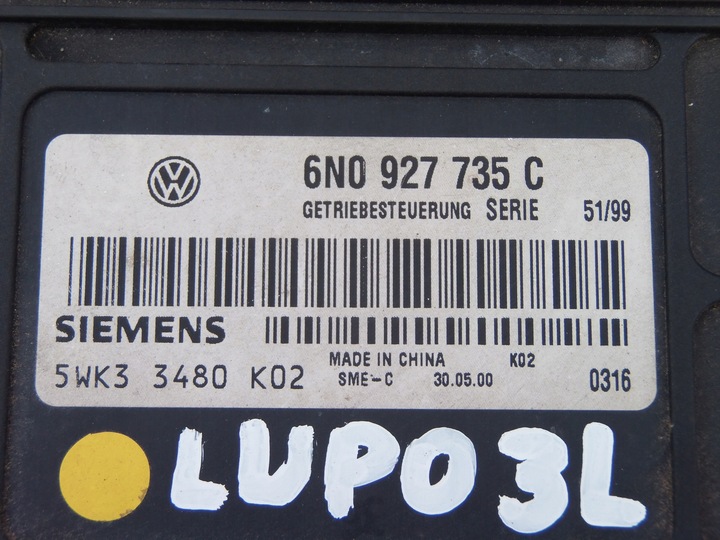 6N0 927 735 C
GETRIEBESTEUERUNG SERIE 51/99
SIEMENS
MADE IN CHINA K02
5WK3 3480 K02 SME-C 30.05.00 0316
LUPO 3L